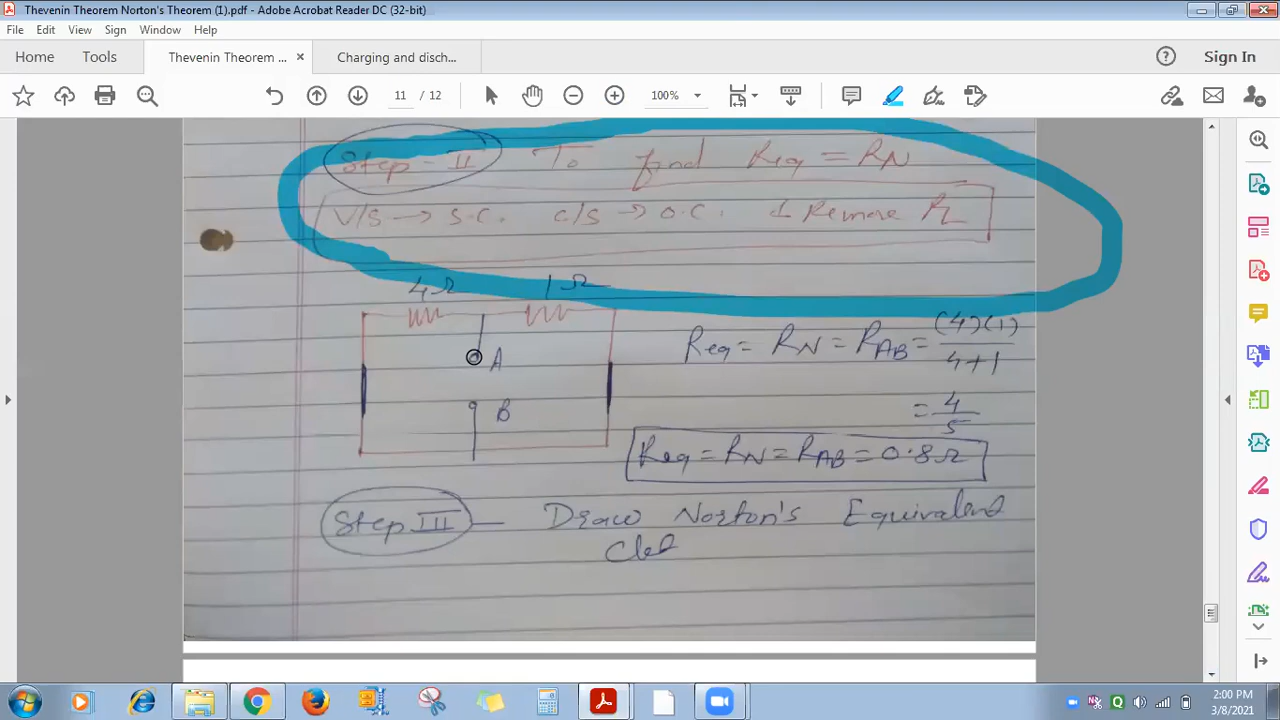 Thevenin Theorem Norton's Theorem (1).pdf - Adobe Acrobat Reader DC (32-bit)
File Edit View Sign Window Help
Home Tools Thevenin Theorem ... × Charging and disch... ? Sign In
11 / 12 100%
Step-II To find Req = RN
V/S → S.C. C/S → O.C. & Remove RL
4Ω 1Ω
A
B
Req = RN = RAB = (4)(1)
4+1
= 4
5
Req = RN = RAB = 0.8Ω
Step III — Draw Norton's Equivalent
Ckt
2:00 PM
3/8/2021